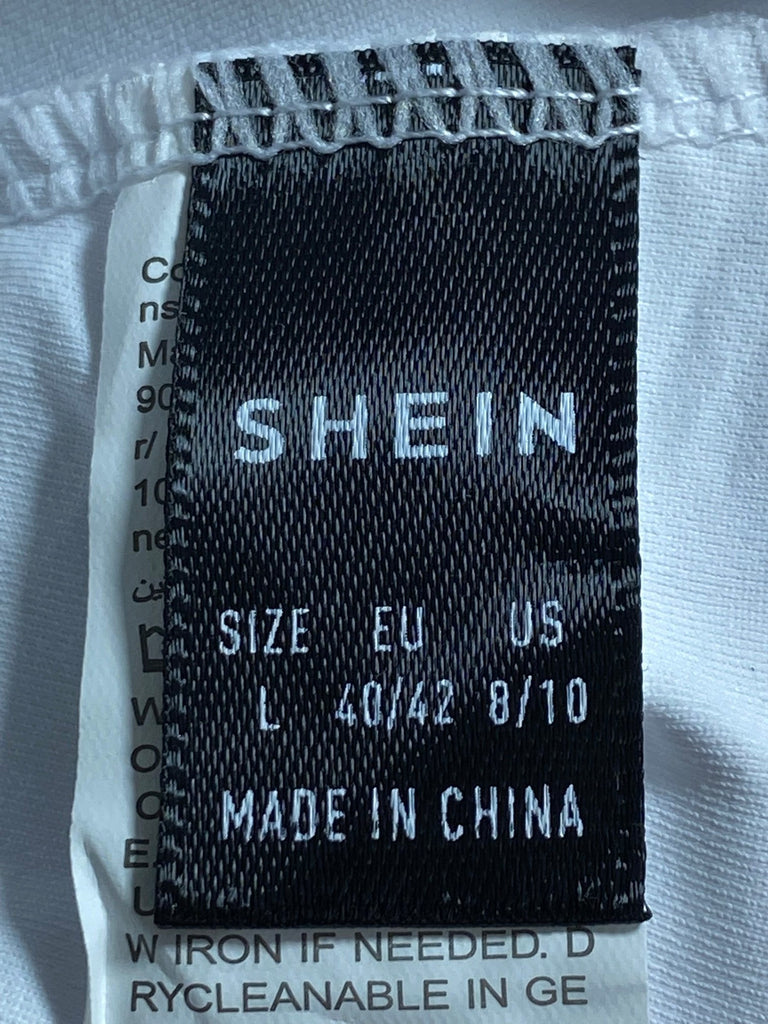 SHEIN
SIZE EU US
L 40/42 8/10
MADE IN CHINA
r/
W IRON IF NEEDED. D
RYCLEANABLE IN GE